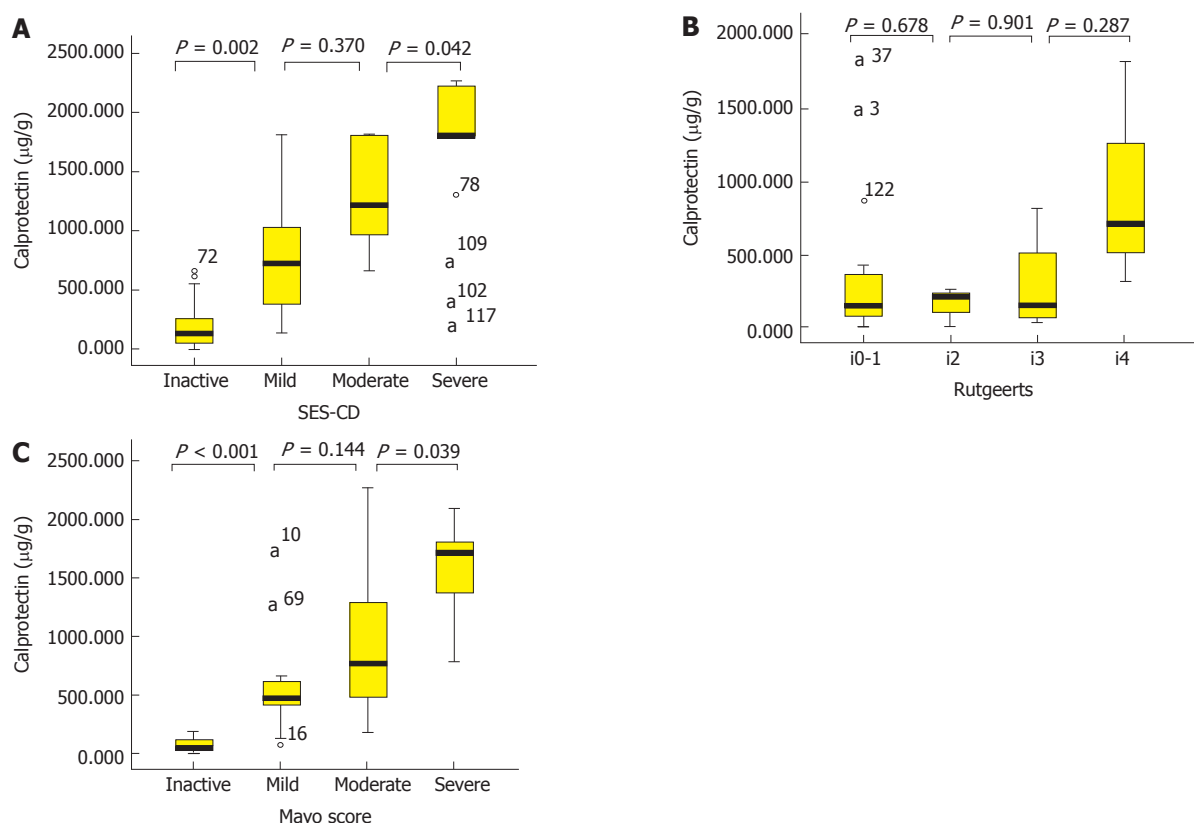 A
P = 0.002 P = 0.370 P = 0.042
Calprotectin (μg/g)
2500.000
2000.000
1500.000
1000.000
500.000
0.000
72
78
a 109
a 102
a 117
Inactive Mild Moderate Severe
SES-CD
B
P = 0.678 P = 0.901 P = 0.287
Calprotectin (μg/g)
2000.000
1500.000
1000.000
500.000
0.000
a 37
a 3
122
i0-1 i2 i3 i4
Rutgeerts
C
P < 0.001 P = 0.144 P = 0.039
Calprotectin (μg/g)
2500.000
2000.000
1500.000
1000.000
500.000
0.000
a 10
a 69
16
Inactive Mild Moderate Severe
Mayo score